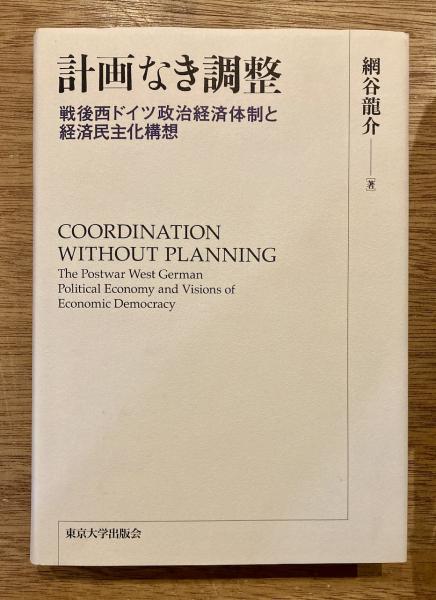 計画なき調整
戦後西ドイツ政治経済体制と
経済民主化構想
網谷龍介
[著]
COORDINATION
WITHOUT PLANNING
The Postwar West German
Political Economy and Visions of
Economic Democracy
東京大学出版会